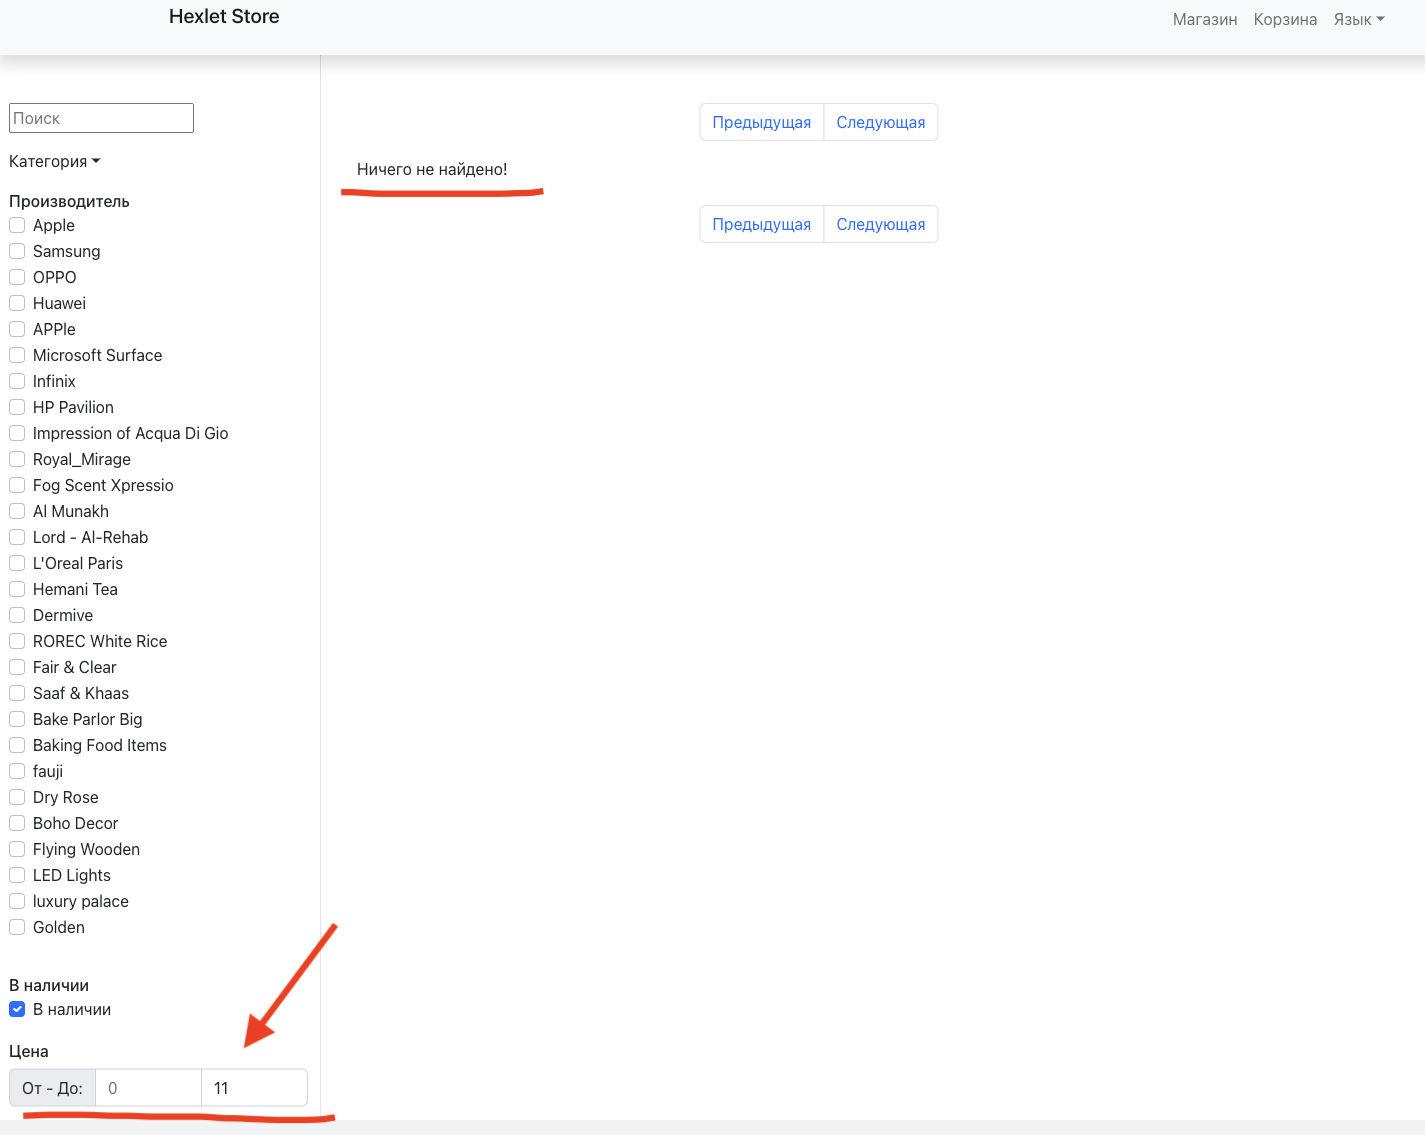 Hexlet Store
Магазин Корзина Язык
Поиск
Категория
Производитель
Apple
Samsung
OPPO
Huawei
APPle
Microsoft Surface
Infinix
HP Pavilion
Impression of Acqua Di Gio
Royal_Mirage
Fog Scent Xpressio
Al Munakh
Lord - Al-Rehab
L'Oreal Paris
Hemani Tea
Dermive
ROREC White Rice
Fair & Clear
Saaf & Khaas
Bake Parlor Big
Baking Food Items
fauji
Dry Rose
Boho Decor
Flying Wooden
LED Lights
luxury palace
Golden
В наличии
В наличии
Цена
От - До: 0 11
Предыдущая Следующая
Ничего не найдено!
Предыдущая Следующая